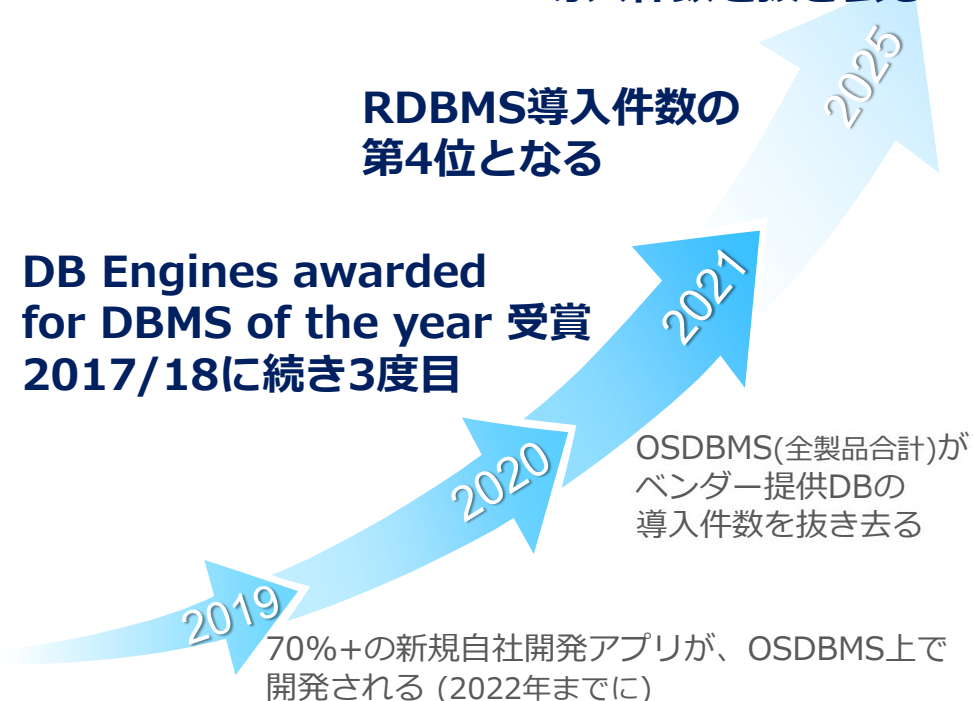 2025
RDBMS導入件数の
第4位となる
DB Engines awarded
for DBMS of the year 受賞
2017/18に続き3度目
2021
OSDBMS(全製品合計)が
ベンダー提供DBの
導入件数を抜き去る
2020
2019
70%+の新規自社開発アプリが、OSDBMS上で
開発される (2022年までに)